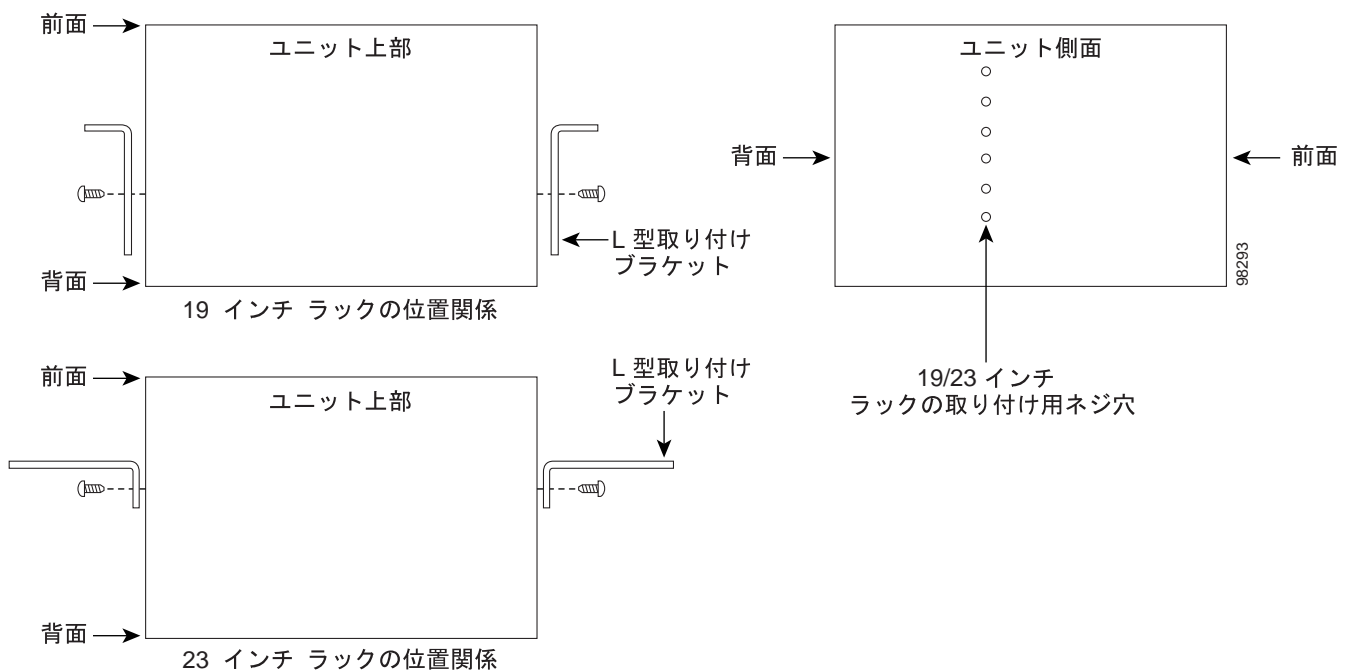 前面
ユニット上部
背面
L 型取り付け
ブラケット
19 インチ ラックの位置関係
ユニット側面
背面
前面
98293
19/23 インチ
ラックの取り付け用ネジ穴
前面
ユニット上部
L 型取り付け
ブラケット
背面
23 インチ ラックの位置関係